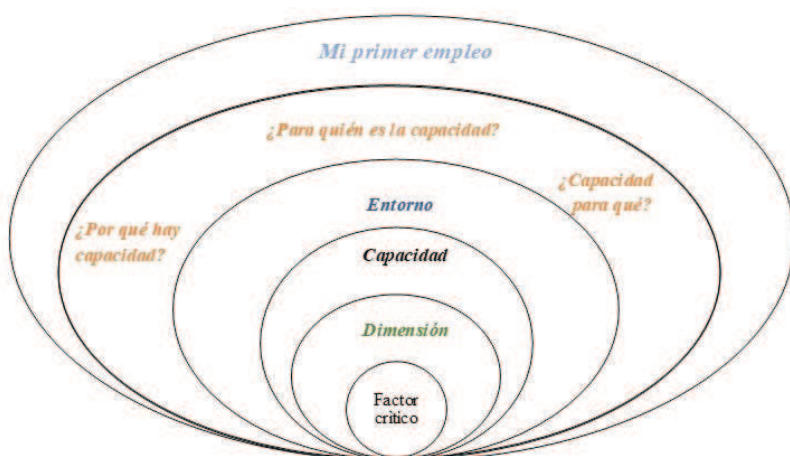 Mi primer empleo
¿Para quién es la capacidad?
¿Capacidad
para qué?
Entorno
¿Por qué hay
capacidad?
Capacidad
Dimensión
Factor
crítico